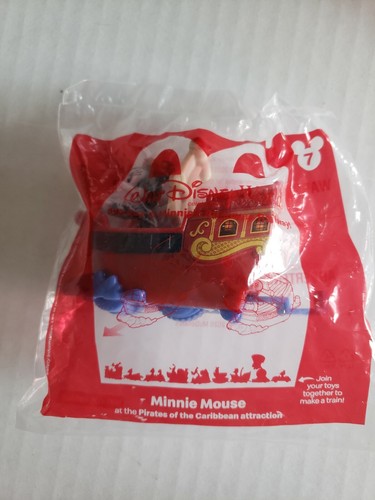 7
Walt Disney
Minnie Mouse
at the Pirates of the Caribbean attraction
Join
your toys
together to
make a train!